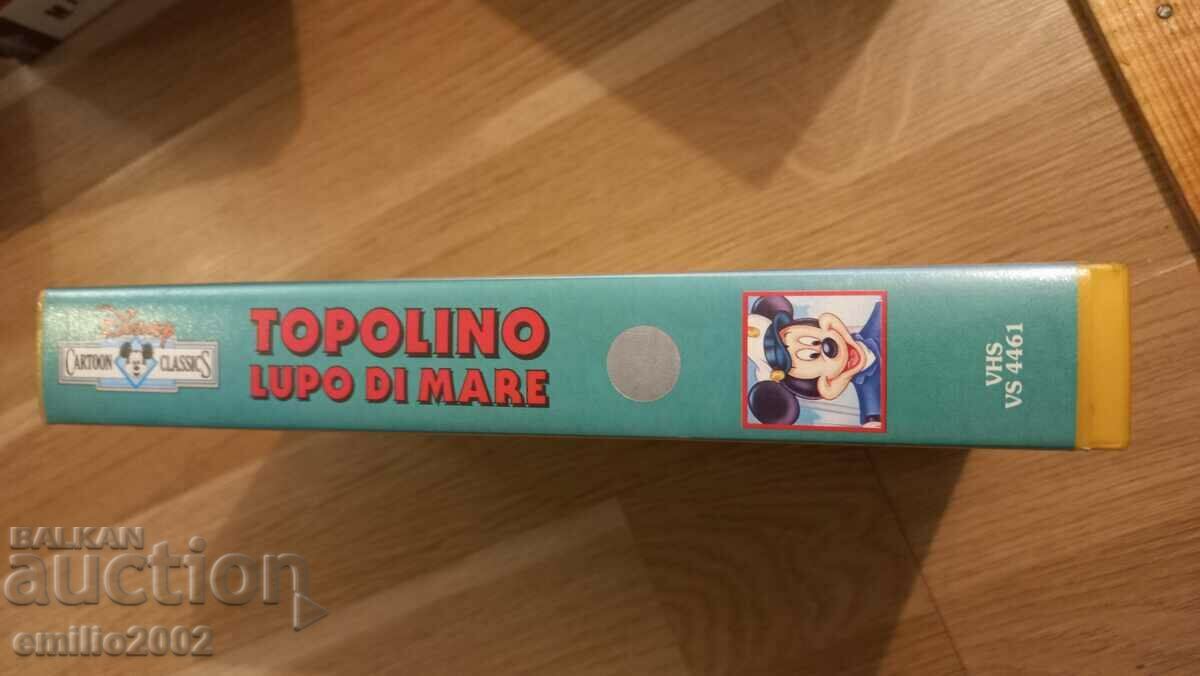 Disney
CARTOON CLASSICS
TOPOLINO
LUPO DI MARE
VHS
VS 4461
BALKAN
auction
emilio2002